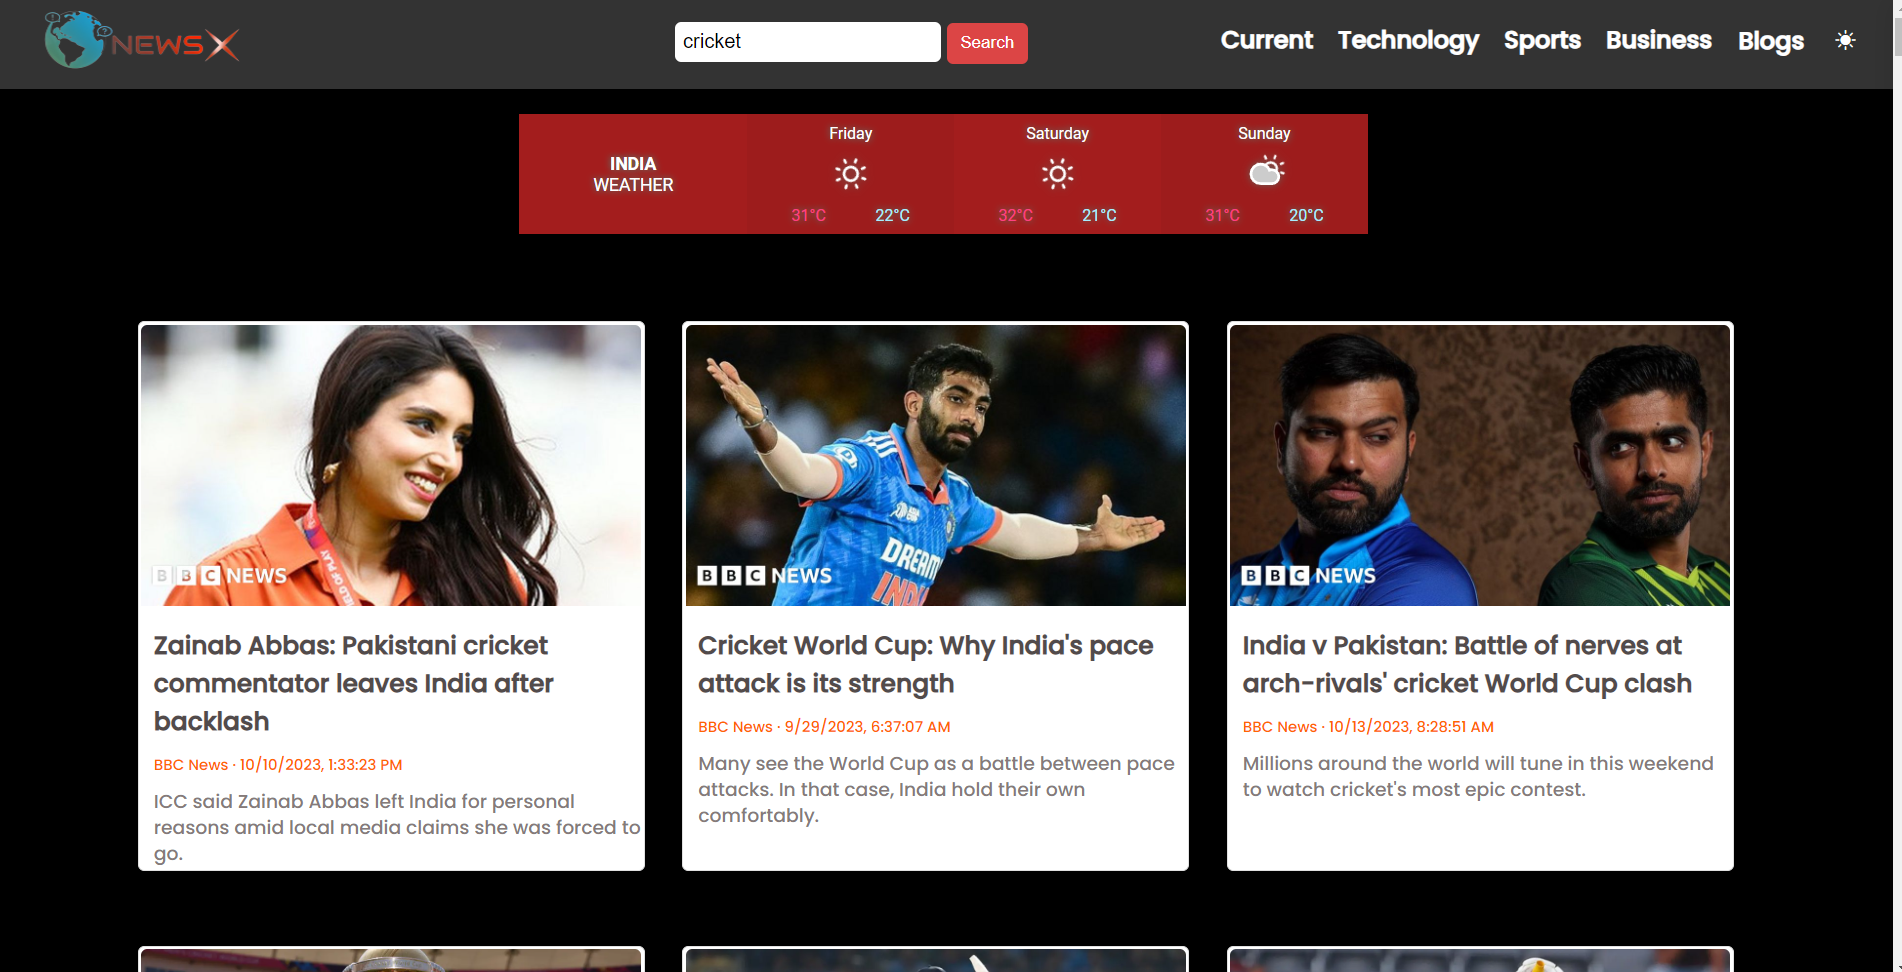 NEWSX
cricket
Search
Current
Technology
Sports
Business
Blogs
INDIA
WEATHER
Friday
31°C 22°C
Saturday
32°C 21°C
Sunday
31°C 20°C
BBC NEWS
FIELD OF PLAY
Zainab Abbas: Pakistani cricket
commentator leaves India after
backlash
BBC News · 10/10/2023, 1:33:23 PM
ICC said Zainab Abbas left India for personal
reasons amid local media claims she was forced to
go.
BBC NEWS
DREAM
INDI
Cricket World Cup: Why India's pace
attack is its strength
BBC News · 9/29/2023, 6:37:07 AM
Many see the World Cup as a battle between pace
attacks. In that case, India hold their own
comfortably.
BBC NEWS
India v Pakistan: Battle of nerves at
arch-rivals' cricket World Cup clash
BBC News · 10/13/2023, 8:28:51 AM
Millions around the world will tune in this weekend
to watch cricket's most epic contest.